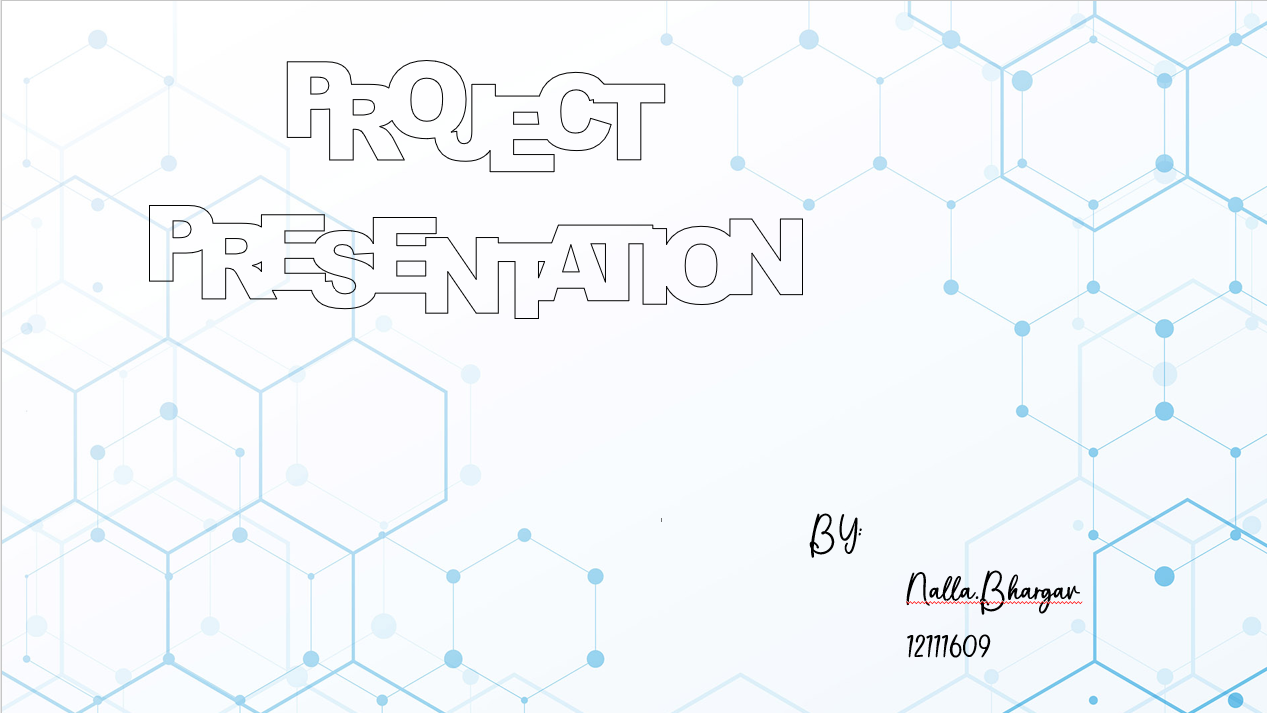 PROJECT
PRESENTATION
BY:
Nalla.Bhargav
12111609